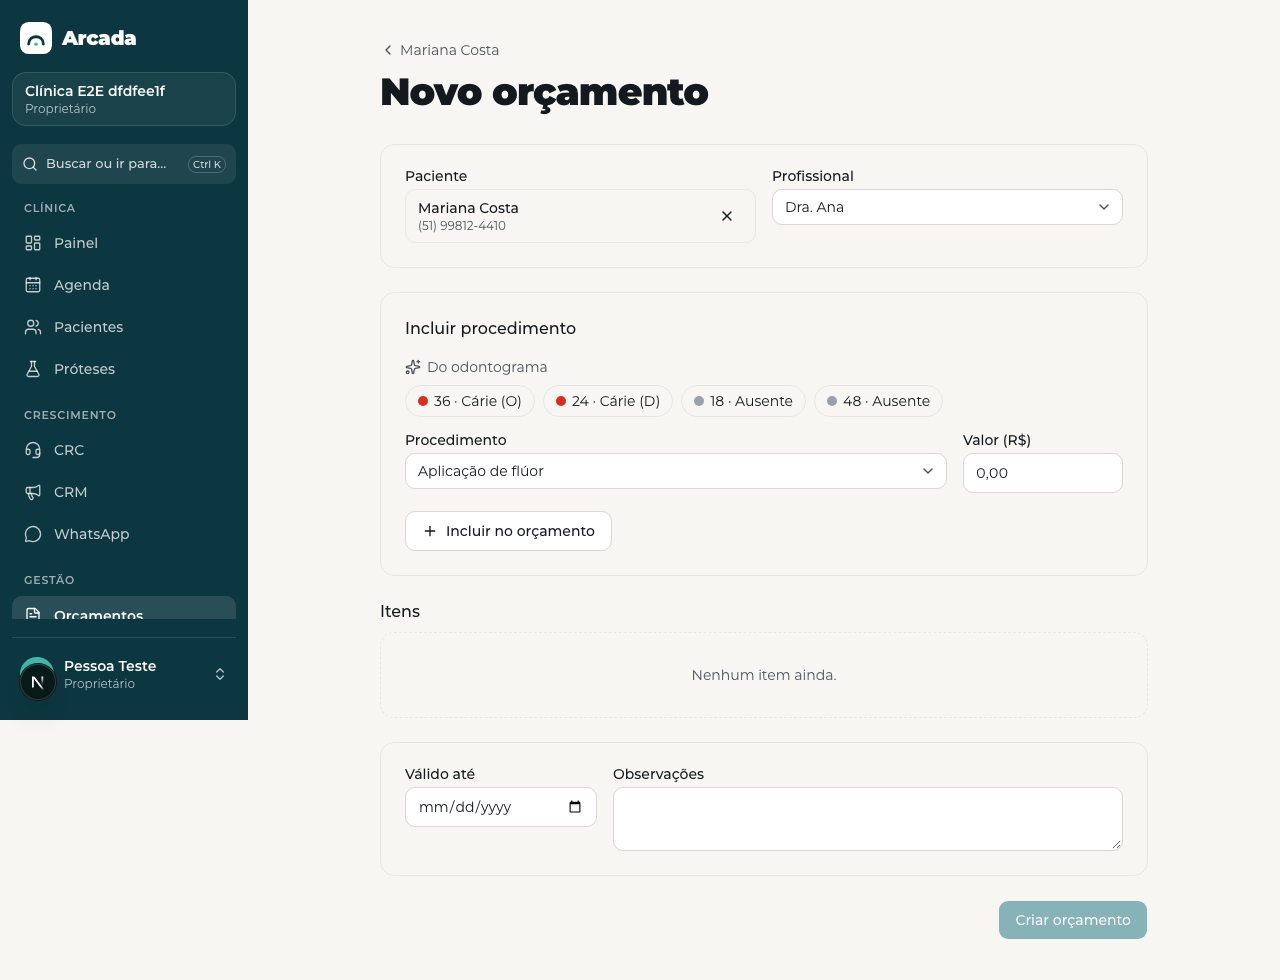 Arcada
Clínica E2E dfdfee1f
Proprietário
Buscar ou ir para...
Ctrl K
CLÍNICA
Painel
Agenda
Pacientes
Próteses
CRESCIMENTO
CRC
CRM
WhatsApp
GESTÃO
Orçamentos
Pessoa Teste
Proprietário
N
Mariana Costa
Novo orçamento
Paciente
Mariana Costa
(51) 99812-4410
Profissional
Dra. Ana
Incluir procedimento
Do odontograma
36 · Cárie (O)
24 · Cárie (D)
18 · Ausente
48 · Ausente
Procedimento
Aplicação de flúor
Valor (R$)
0,00
Incluir no orçamento
Itens
Nenhum item ainda.
Válido até
mm/dd/yyyy
Observações
Criar orçamento